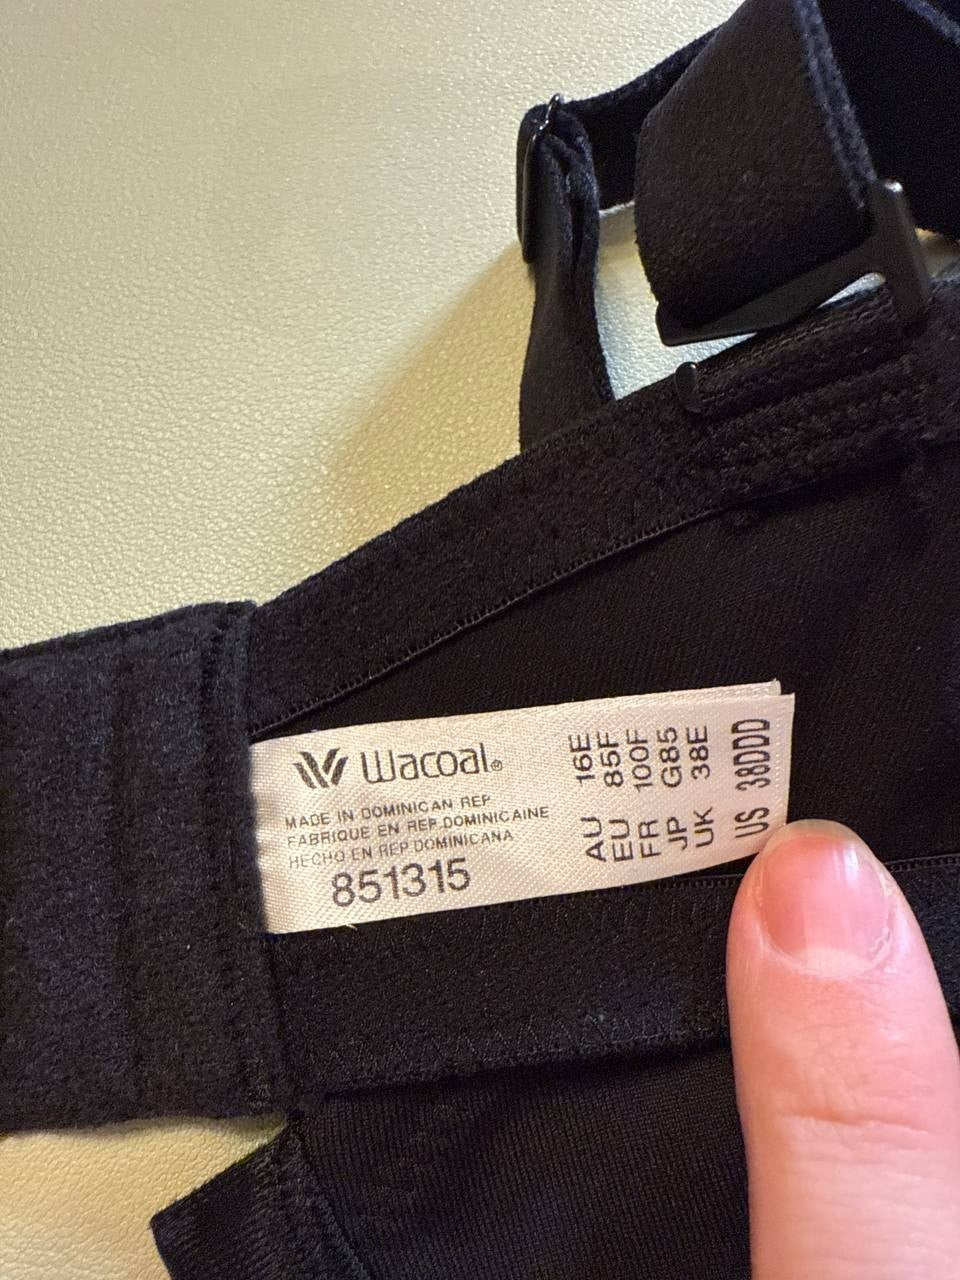 Wacoal®
MADE IN DOMINICAN REP
FABRIQUE EN REP DOMINICAINE
HECHO EN REP DOMINICANA
851315
AU 16E
EU 85F
FR 100F
JP G85
UK 38E
US 38DDD